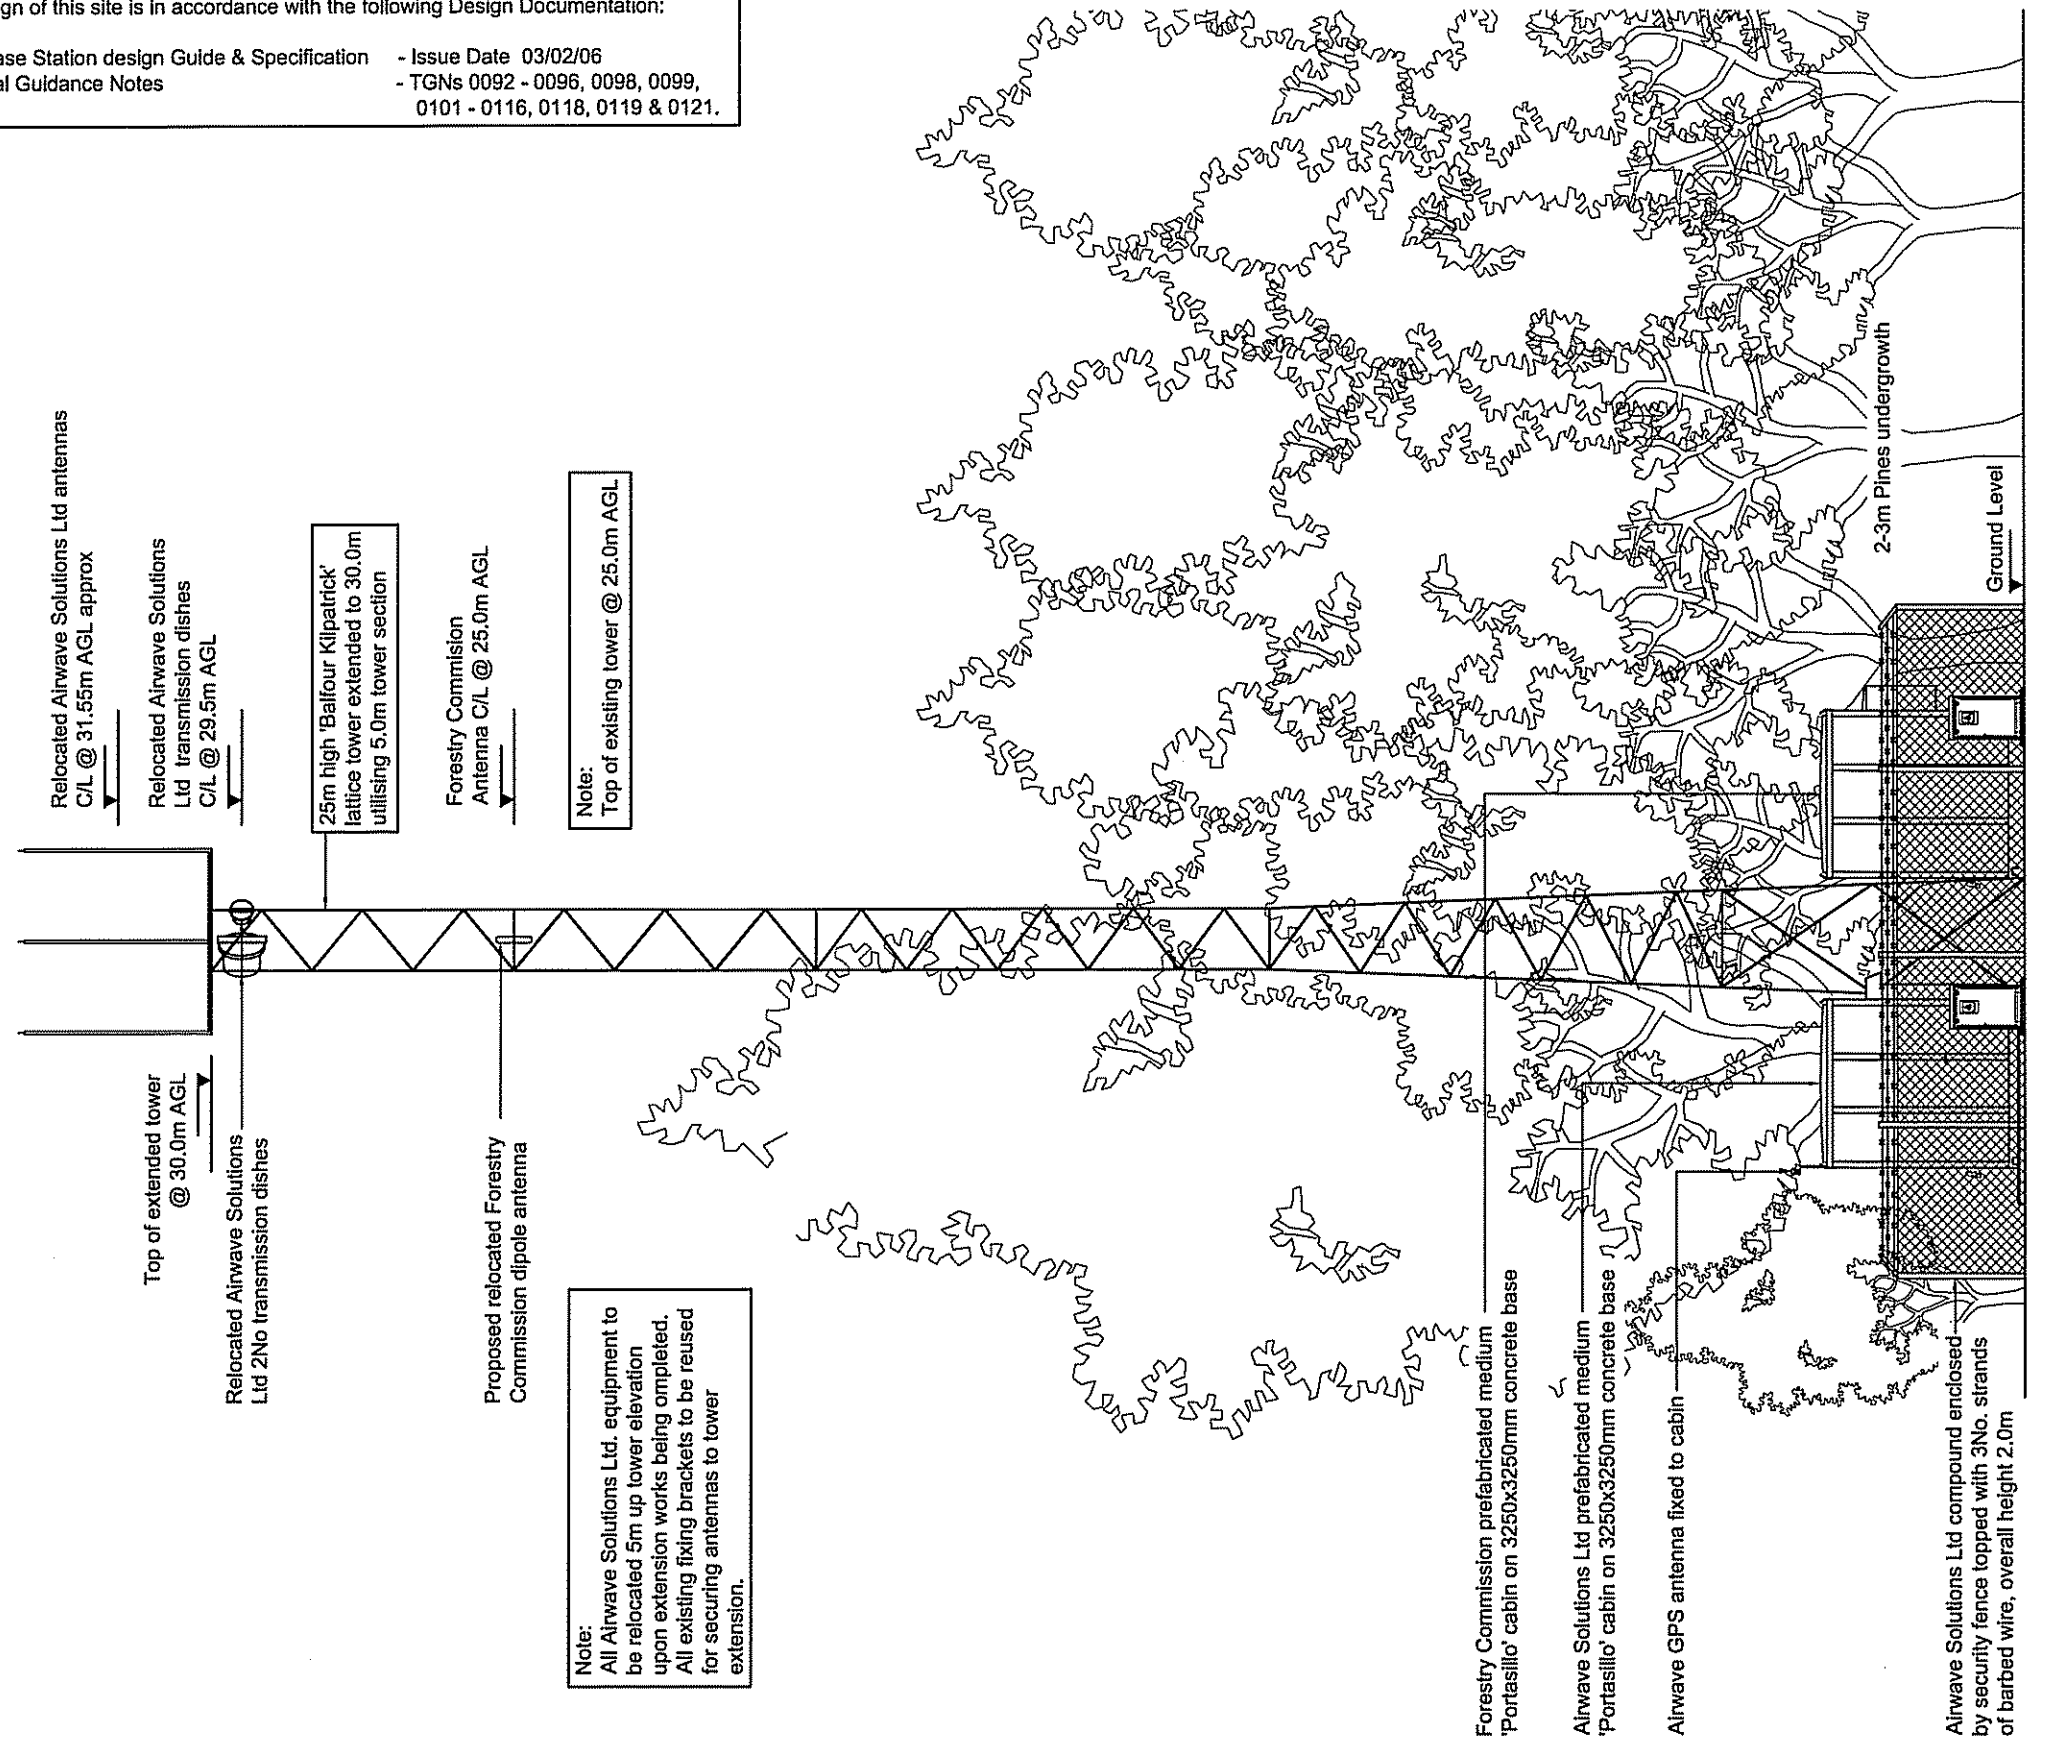 ign of this site is in accordance with the following Design Documentation:
ase Station design Guide & Specification - Issue Date 03/02/06
al Guidance Notes - TGNs 0092 - 0096, 0098, 0099,
0101 - 0116, 0118, 0119 & 0121.
Relocated Airwave Solutions Ltd antennas
C/L @ 31.55m AGL approx
Relocated Airwave Solutions
Ltd transmission dishes
C/L @ 29.5m AGL
25m high 'Balfour Kilpatrick'
lattice tower extended to 30.0m
utilising 5.0m tower section
Forestry Commision
Antenna C/L @ 25.0m AGL
Note:
Top of existing tower @ 25.0m AGL
Top of extended tower
@ 30.0m AGL
Relocated Airwave Solutions
Ltd 2No transmission dishes
Proposed relocated Forestry
Commission dipole antenna
Note:
All Airwave Solutions Ltd. equipment to
be relocated 5m up tower elevation
upon extension works being ompleted.
All existing fixing brackets to be reused
for securing antennas to tower
extension.
2-3m Pines undergrowth
Ground Level
Forestry Commission prefabricated medium
'Portasilo' cabin on 3250x3250mm concrete base
Airwave Solutions Ltd prefabricated medium
'Portasilo' cabin on 3250x3250mm concrete base
Airwave GPS antenna fixed to cabin
Airwave Solutions Ltd compound enclosed
by security fence topped with 3No. strands
of barbed wire, overall height 2.0m